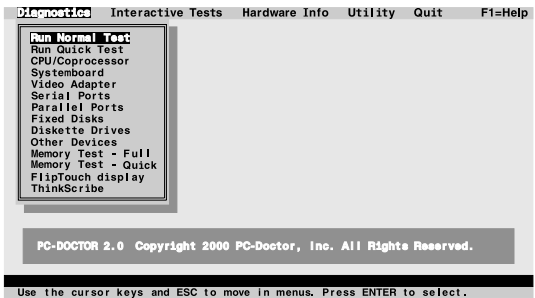 Diagnostics Interactive Tests Hardware Info Utility Quit F1=Help
Run Normal Test
Run Quick Test
CPU/Coprocessor
Systemboard
Video Adapter
Serial Ports
Parallel Ports
Fixed Disks
Diskette Drives
Other Devices
Memory Test - Full
Memory Test - Quick
FlipTouch display
ThinkScribe
PC-DOCTOR 2.0 Copyright 2000 PC-Doctor, Inc. All Rights Reserved.
Use the cursor keys and ESC to move in menus. Press ENTER to select.